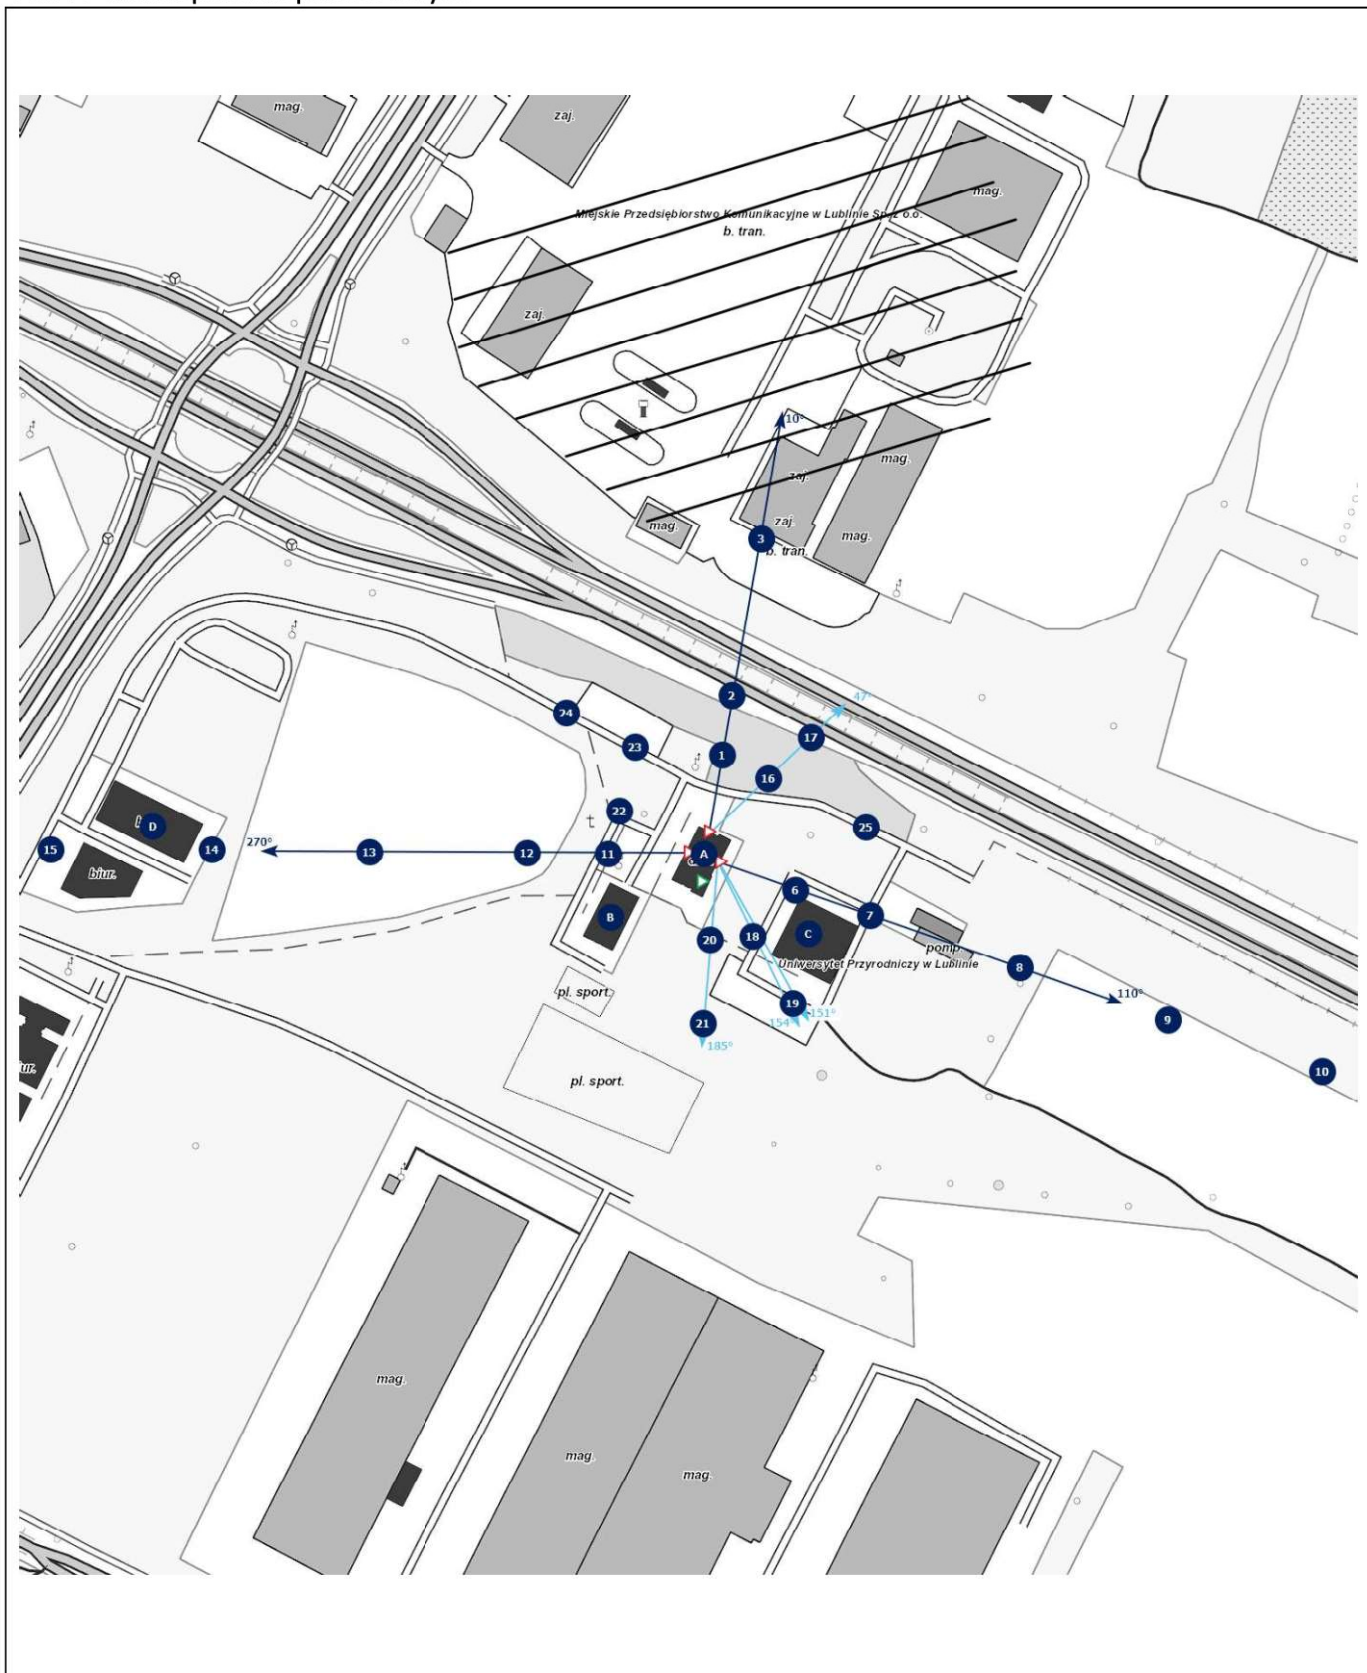 mag.
zaj.
mag.
Miejskie Przedsiębiorstwo Komunikacyjne w Lublinie Sp. z o.o.
b. tran.
zaj.
10°
mag.
zaj.
mag.
zaj.
mag.
3
b. tran.
2
47°
24
17
23
1
16
22
25
t
D
15
14
270°
13
12
11
A
biur.
6
B
7
C
18
20
pomp
Uniwersytet Przyrodniczy w Lublinie
8
pl. sport.
110°
19
151°
9
154°
21
185°
ur.
10
pl. sport.
mag.
mag.
mag.